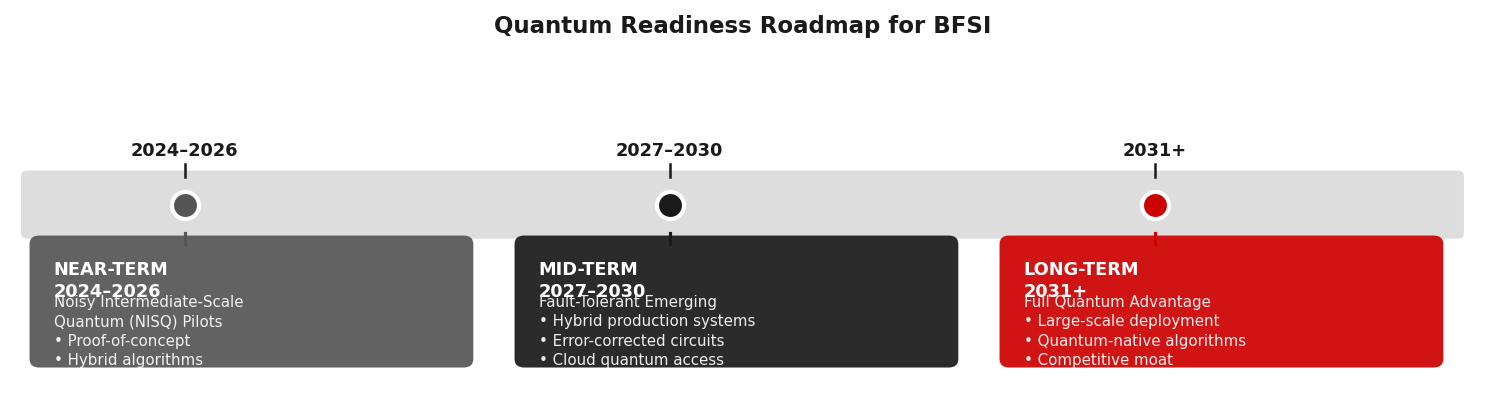 Quantum Readiness Roadmap for BFSI
2024–2026
2027–2030
2031+
NEAR-TERM
2024–2026
Noisy Intermediate-Scale
Quantum (NISQ) Pilots
• Proof-of-concept
• Hybrid algorithms
MID-TERM
2027–2030
Fault-Tolerant Emerging
• Hybrid production systems
• Error-corrected circuits
• Cloud quantum access
LONG-TERM
2031+
Full Quantum Advantage
• Large-scale deployment
• Quantum-native algorithms
• Competitive moat